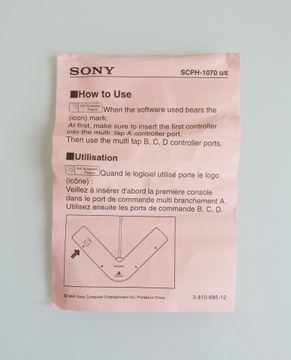 SONY
SCPH-1070 U/E
■How to Use
When the software used bears the
(icon) mark:
At first, make sure to insert the first controller
into the multi tap A controller port.
Then use the multi tap B, C, D controller ports.
■Utilisation
Quand le logiciel utilisé porte le logo
(icône) :
Veillez à insérer d'abord la première console
dans le port de commande multi branchement A.
Utilisez ensuite les ports de commande B, C, D.
Sony Computer Entertainment Inc. Printed in China
3-810-685-12